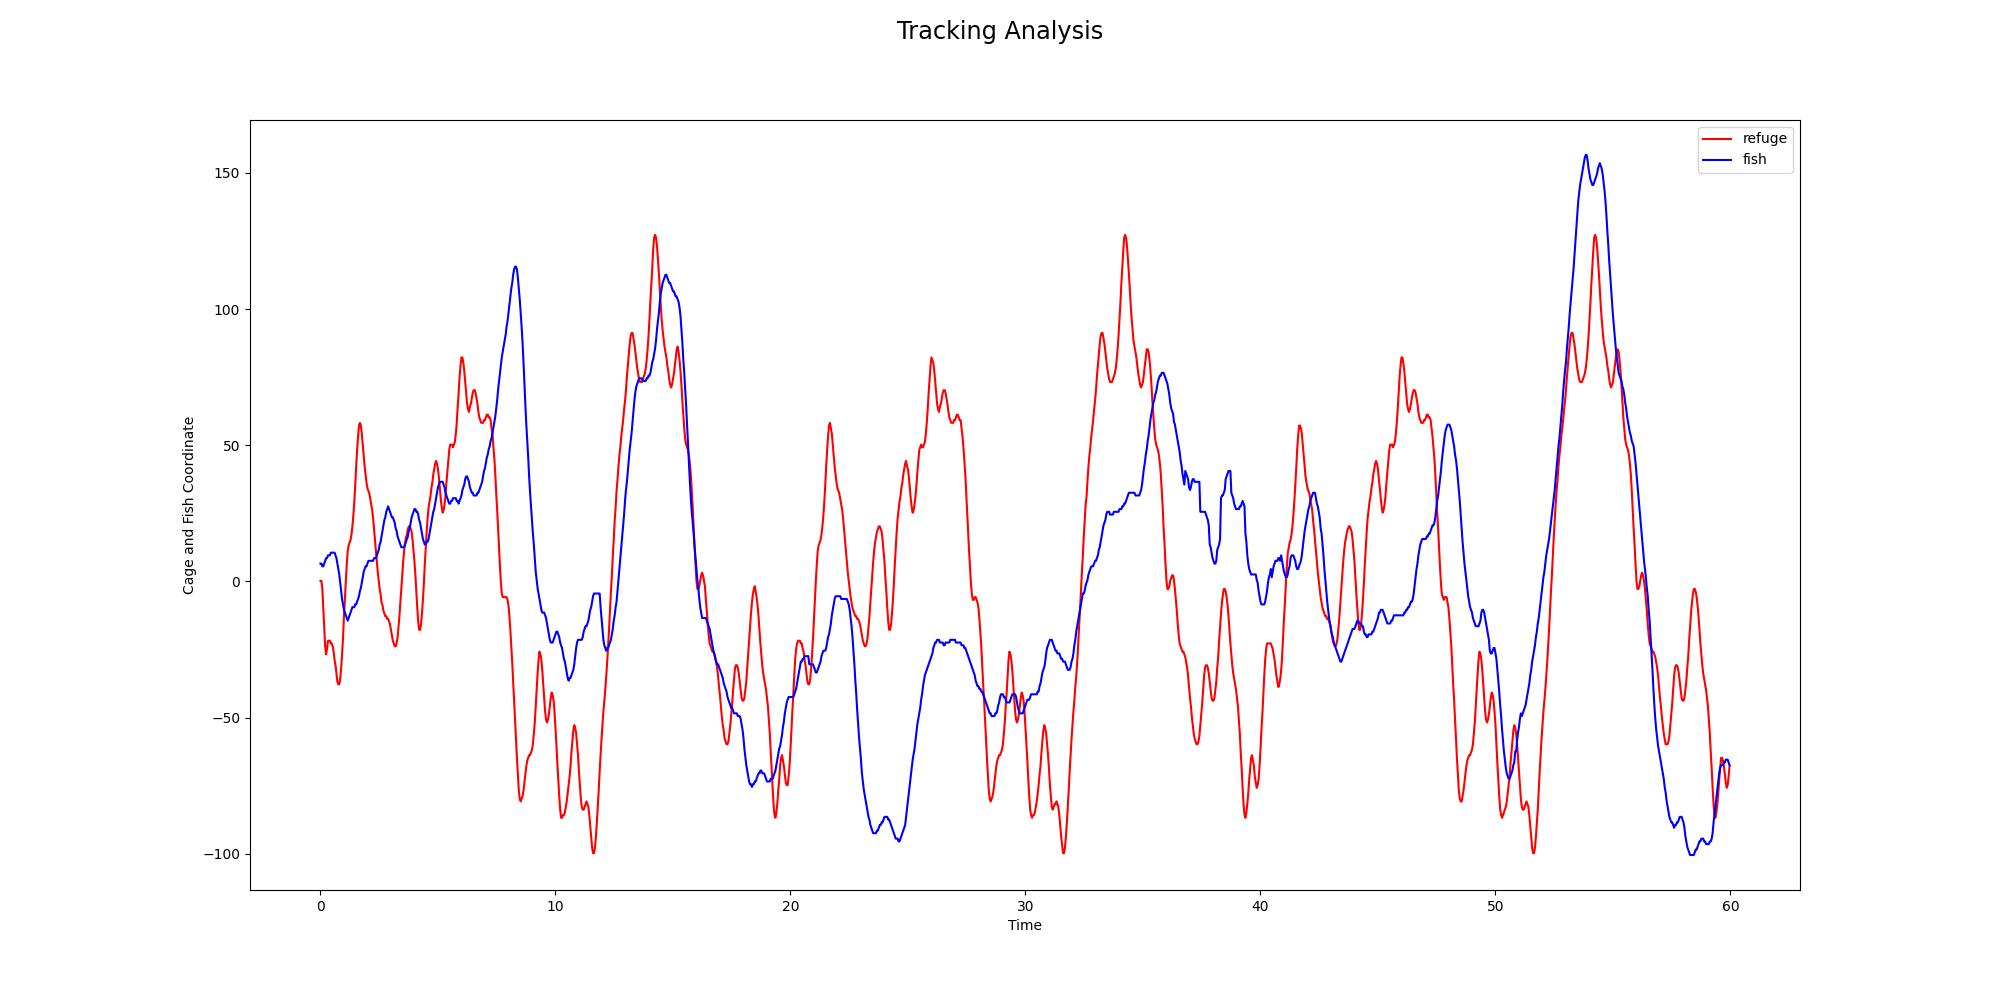 Tracking Analysis
refuge
fish
150
100
50
0
−50
−100
Cage and Fish Coordinate
0 10 20 30 40 50 60
Time